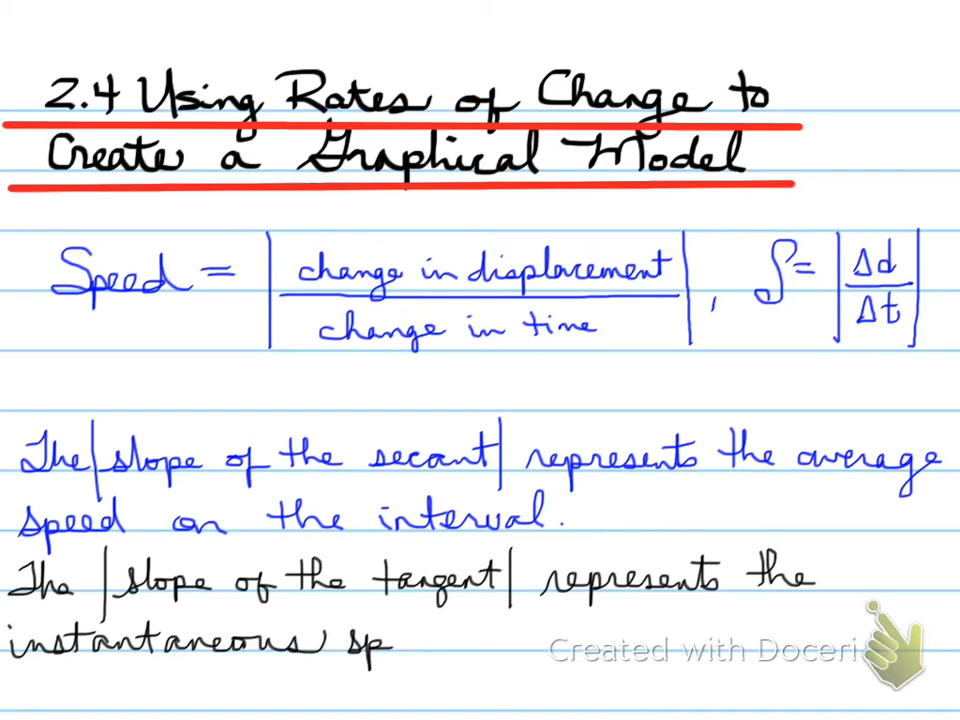 2.4 Using Rates of Change to
Create a Graphical Model
Speed = | change in displacement / change in time | , S = | Δd / Δt |
The |slope of the secant| represents the average
speed on the interval.
The |slope of the tangent| represents the
instantaneous sp
Created with Doceri